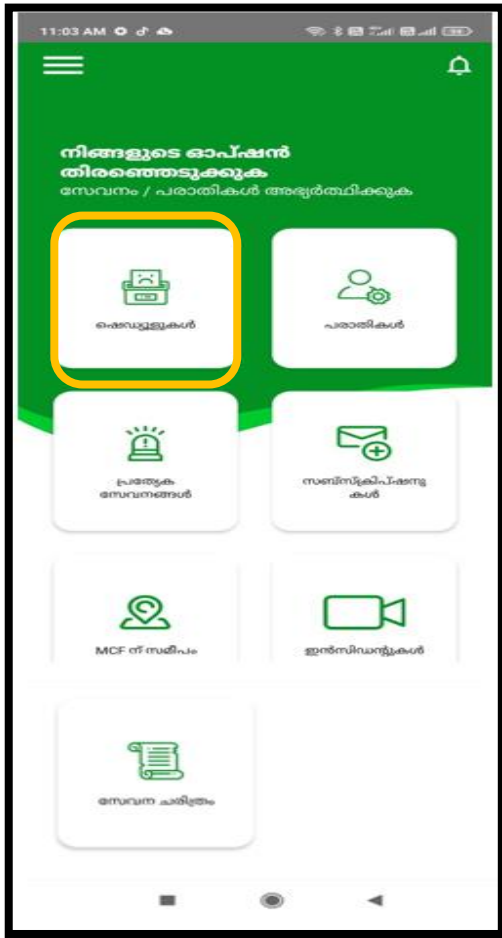 11:03 AM
നിങ്ങളുടെ ഓപ്ഷൻ
തിരഞ്ഞെടുക്കുക
സേവനം / പരാതികൾ അഭ്യർത്ഥിക്കുക
ഷെഡ്യൂളുകൾ
പരാതികൾ
പ്രത്യേക
സേവനങ്ങൾ
സബ്സ്ക്രിപ്ഷനു
കൾ
MCF ന് സമീപം
ഇൻസിഡന്റുകൾ
സേവന ചരിത്രം